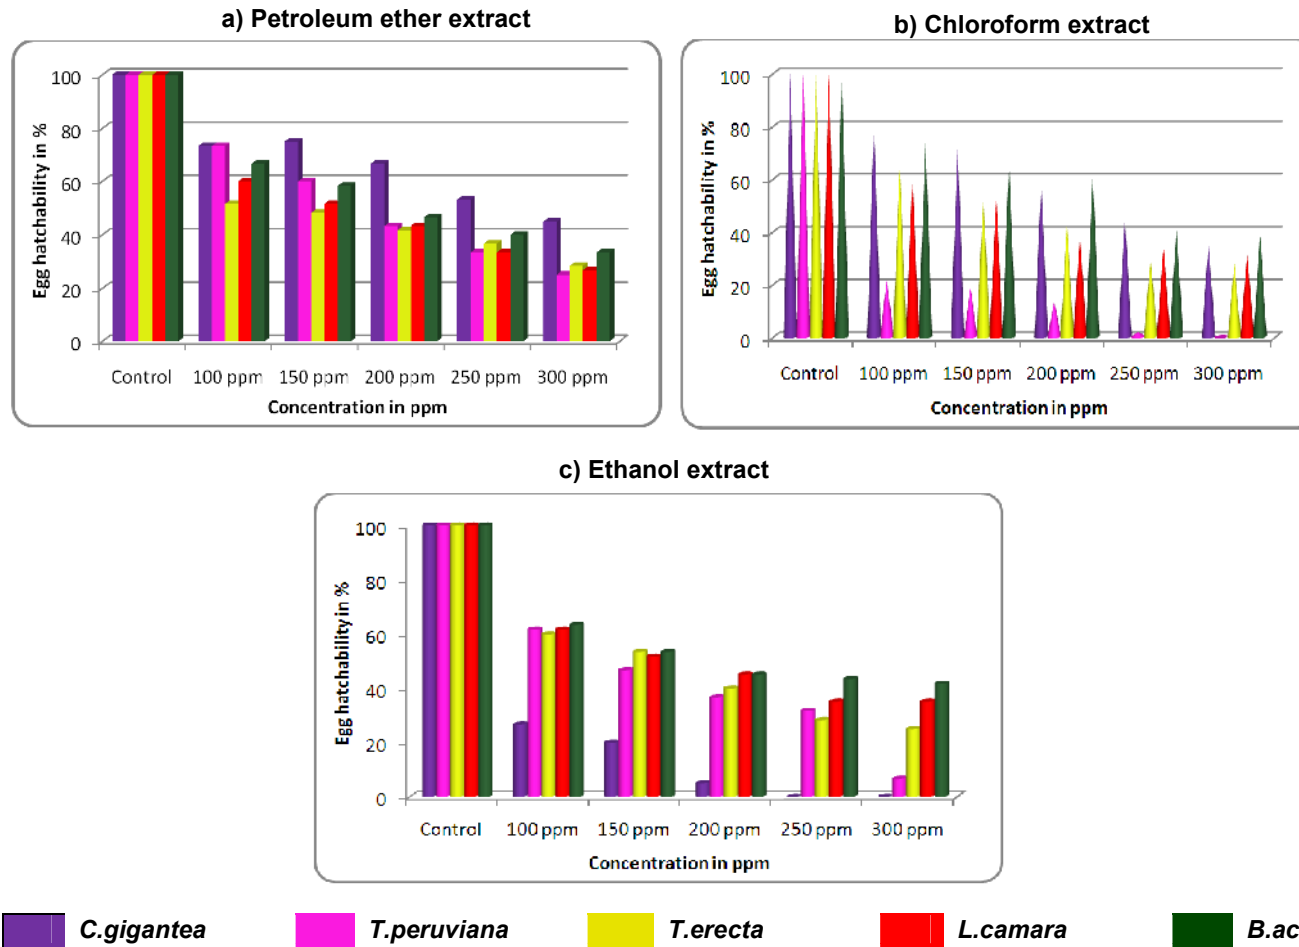 a) Petroleum ether extract
Egg hatchability in %
100
80
60
40
20
0
Control 100 ppm 150 ppm 200 ppm 250 ppm 300 ppm
Concentration in ppm
b) Chloroform extract
Egg hatchability in %
100
80
60
40
20
0
Control 100 ppm 150 ppm 200 ppm 250 ppm 300 ppm
Concentration in ppm
c) Ethanol extract
Egg hatchability in %
100
80
60
40
20
0
Control 100 ppm 150 ppm 200 ppm 250 ppm 300 ppm
Concentration in ppm
C.gigantea T.peruviana T.erecta L.camara B.ac